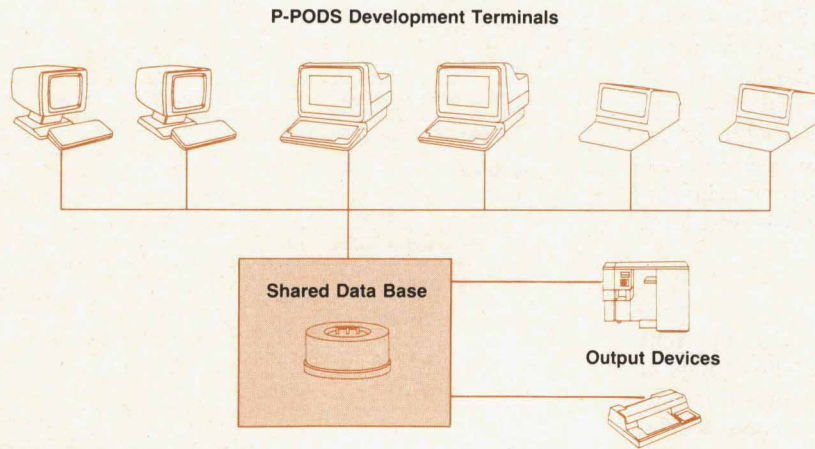 P-PODS Development Terminals
Shared Data Base
Output Devices